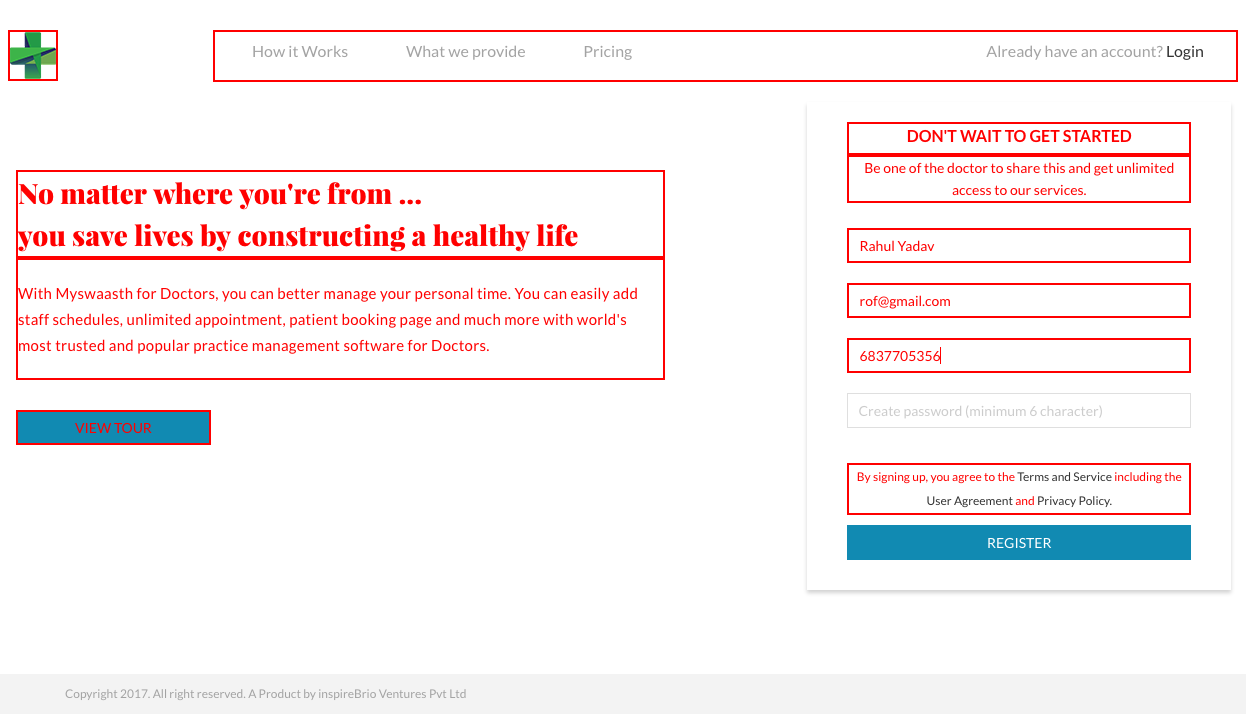 How it Works
What we provide
Pricing
Already have an account? Login
No matter where you're from ...
you save lives by constructing a healthy life
With Myswaasth for Doctors, you can better manage your personal time. You can easily add
staff schedules, unlimited appointment, patient booking page and much more with world's
most trusted and popular practice management software for Doctors.
VIEW TOUR
DON'T WAIT TO GET STARTED
Be one of the doctor to share this and get unlimited
access to our services.
Rahul Yadav
rof@gmail.com
6837705356
Create password (minimum 6 character)
By signing up, you agree to the Terms and Service including the
User Agreement and Privacy Policy.
REGISTER
Copyright 2017. All right reserved. A Product by inspireBrio Ventures Pvt Ltd